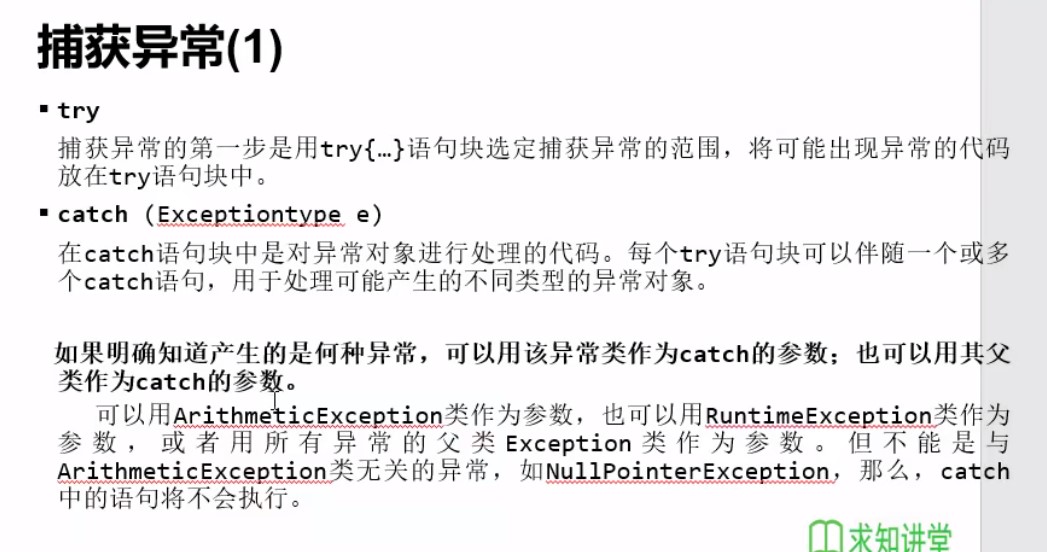 捕获异常(1)
▪ try
捕获异常的第一步是用try{…}语句块选定捕获异常的范围，将可能出现异常的代码
放在try语句块中。
▪ catch (Exceptiontype e)
在catch语句块中是对异常对象进行处理的代码。每个try语句块可以伴随一个或多
个catch语句，用于处理可能产生的不同类型的异常对象。
如果明确知道产生的是何种异常，可以用该异常类作为catch的参数；也可以用其父
类作为catch的参数。
可以用ArithmeticException类作为参数，也可以用RuntimeException类作为
参数，或者用所有异常的父类Exception类作为参数。但不能是与
ArithmeticException类无关的异常，如NullPointerException，那么，catch
中的语句将不会执行。
求知讲堂